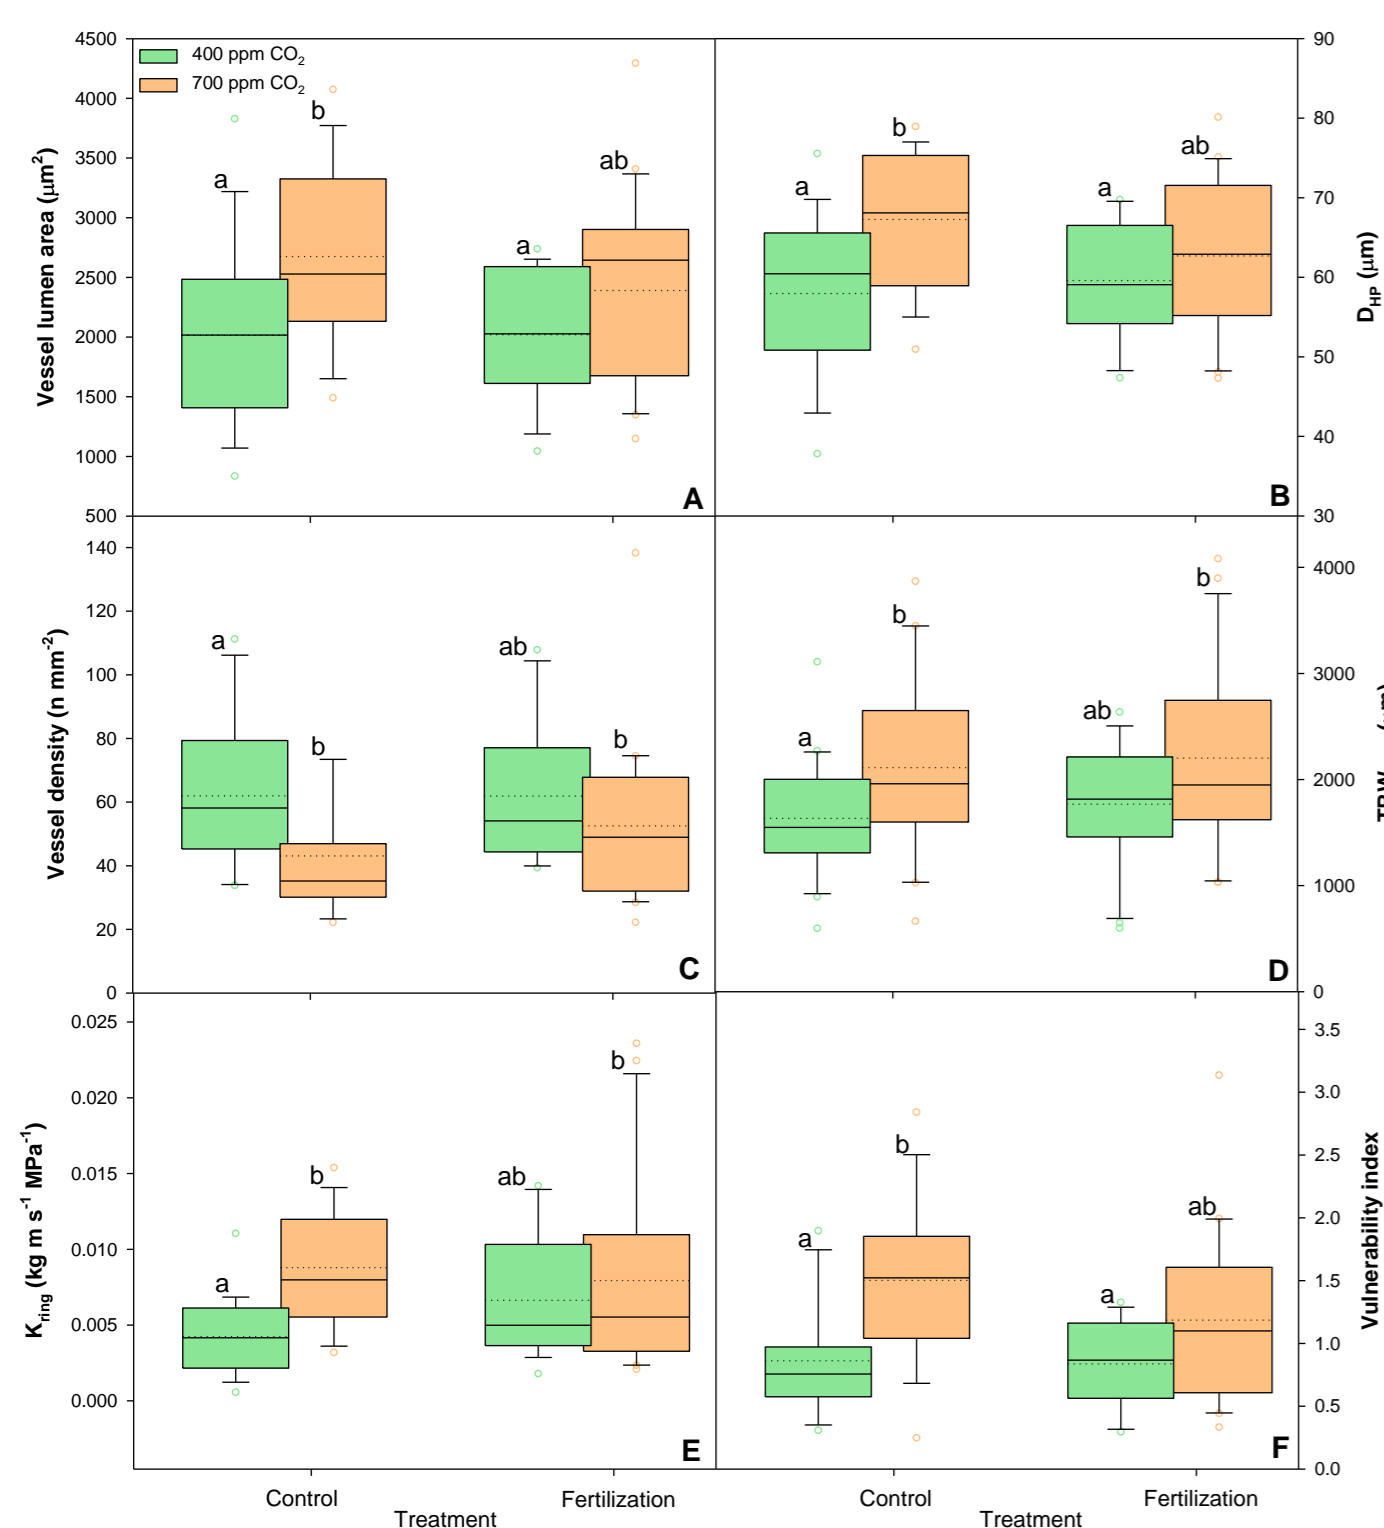 400 ppm CO2
700 ppm CO2
4500
4000
3500
3000
2500
2000
1500
1000
500
Vessel lumen area (μm2)
a
b
a
ab
A
90
80
70
60
50
40
30
DHP (μm)
a
b
a
ab
B
140
120
100
80
60
40
20
0
Vessel density (n mm-2)
a
b
ab
b
C
4000
3000
2000
1000
0
a
b
ab
b
D
0.025
0.020
0.015
0.010
0.005
0.000
Kring (kg m s-1 MPa-1)
a
b
ab
b
E
3.5
3.0
2.5
2.0
1.5
1.0
0.5
0.0
Vulnerability index
a
b
a
ab
F
Control
Fertilization
Treatment
Control
Fertilization
Treatment